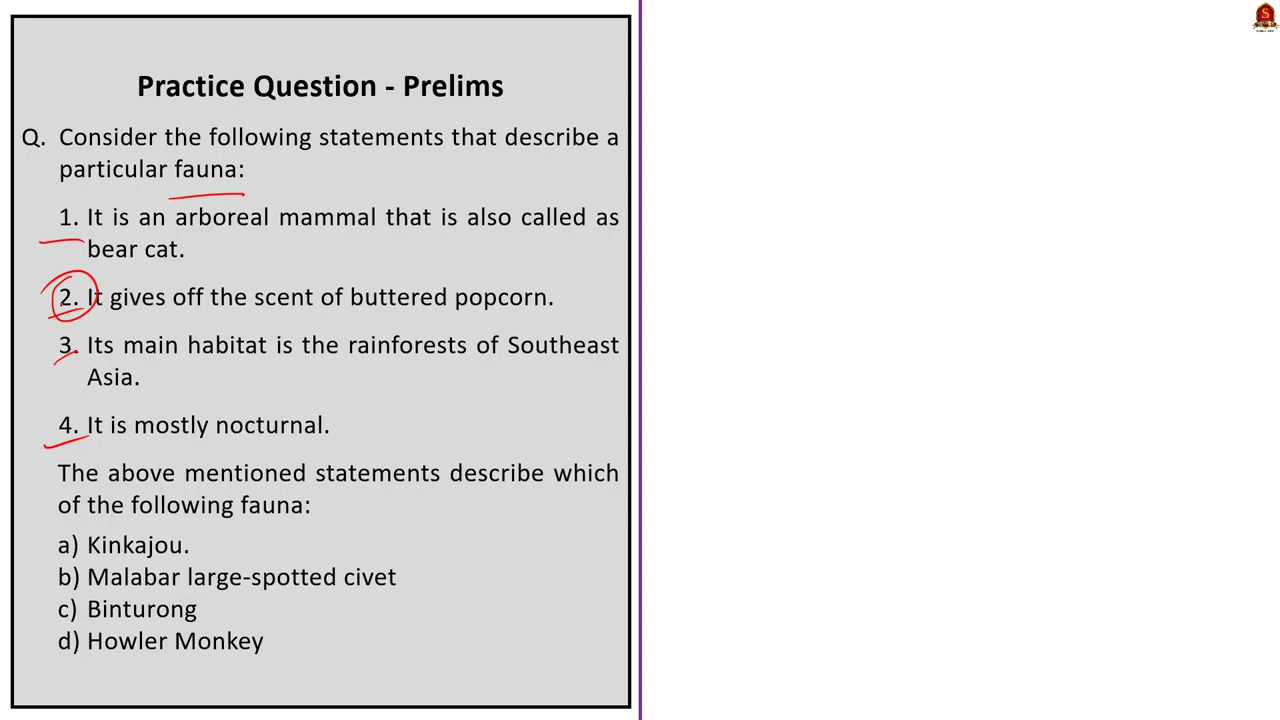 Practice Question - Prelims
Q. Consider the following statements that describe a
particular fauna:
1. It is an arboreal mammal that is also called as
bear cat.
2. It gives off the scent of buttered popcorn.
3. Its main habitat is the rainforests of Southeast
Asia.
4. It is mostly nocturnal.
The above mentioned statements describe which
of the following fauna:
a) Kinkajou.
b) Malabar large-spotted civet
c) Binturong
d) Howler Monkey
S